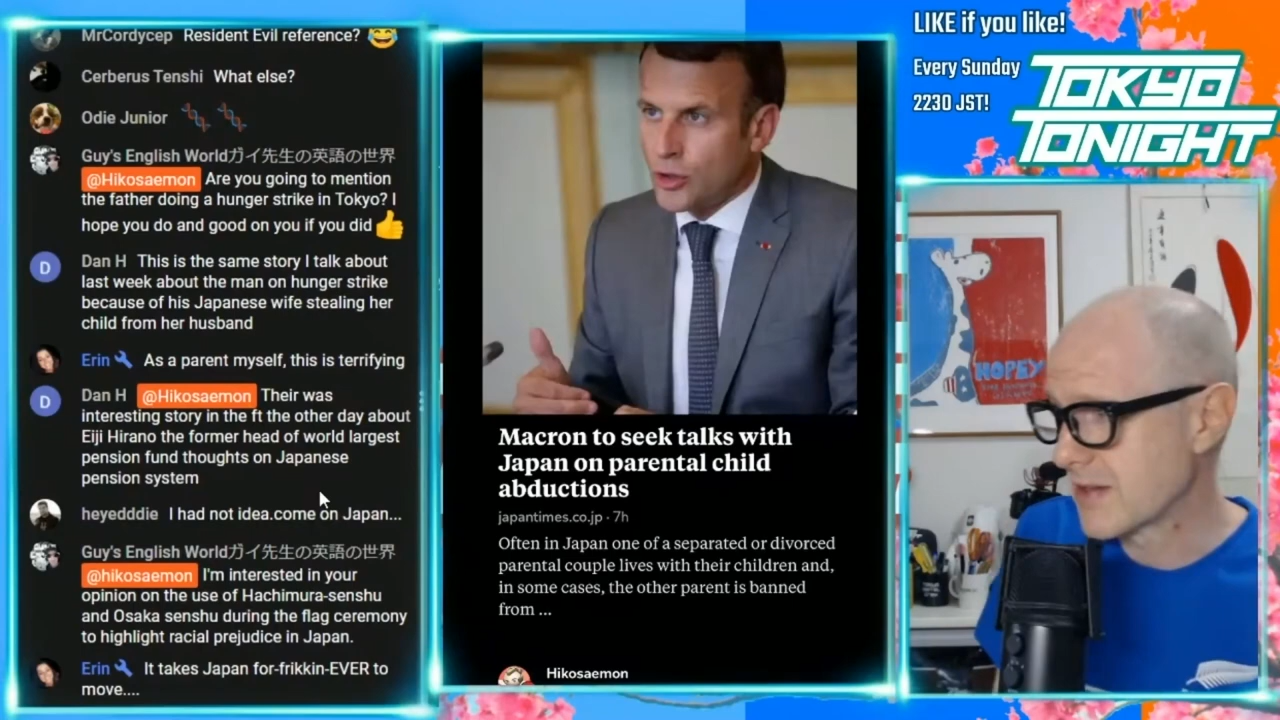 MrCordycep Resident Evil reference? 😂
Cerberus Tenshi What else?
Odie Junior 🧬 🧬
Guy's English Worldガイ先生の英語の世界
@Hikosaemon Are you going to mention
the father doing a hunger strike in Tokyo? I
hope you do and good on you if you did 👍
D
Dan H This is the same story I talk about
last week about the man on hunger strike
because of his Japanese wife stealing her
child from her husband
Erin As a parent myself, this is terrifying
D
Dan H @Hikosaemon Their was
interesting story in the ft the other day about
Eiji Hirano the former head of world largest
pension fund thoughts on Japanese
pension system
heyedddie I had not idea.come on Japan...
Guy's English Worldガイ先生の英語の世界
@hikosaemon I'm interested in your
opinion on the use of Hachimura-senshu
and Osaka senshu during the flag ceremony
to highlight racial prejudice in Japan.
Erin It takes Japan for-frikkin-EVER to
move....
Macron to seek talks with
Japan on parental child
abductions
japantimes.co.jp · 7h
Often in Japan one of a separated or divorced
parental couple lives with their children and,
in some cases, the other parent is banned
from ...
Hikosaemon
LIKE if you like!
Every Sunday
2230 JST!
TOKYO
TONIGHT
HOPEY